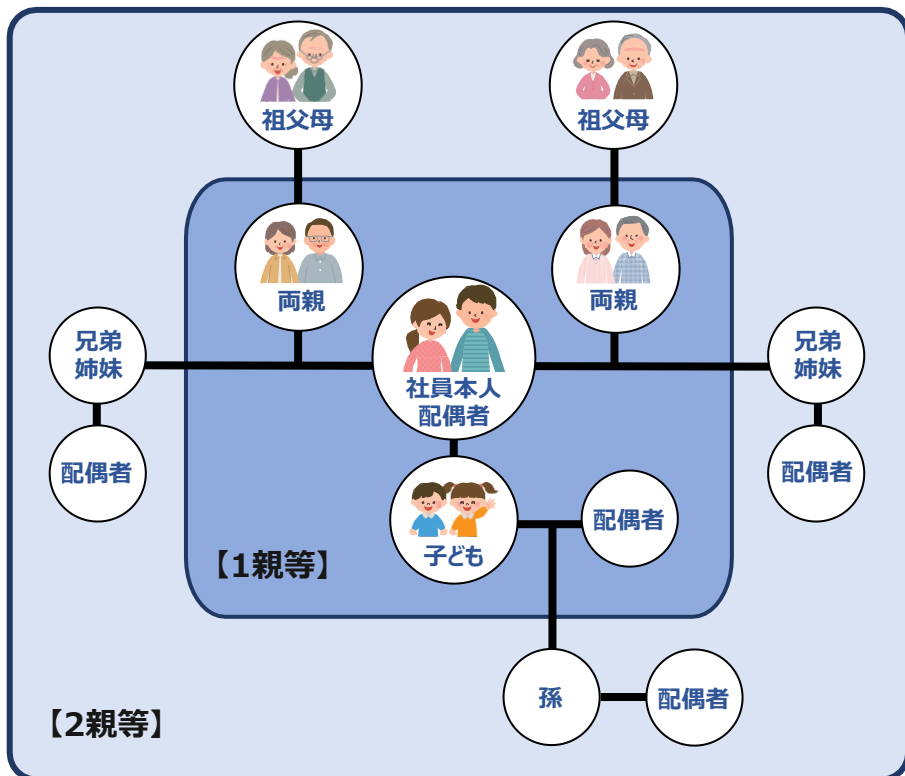 祖父母
祖父母
両親
両親
兄弟
姉妹
社員本人
配偶者
兄弟
姉妹
配偶者
配偶者
子ども
配偶者
【1親等】
孫
配偶者
【2親等】